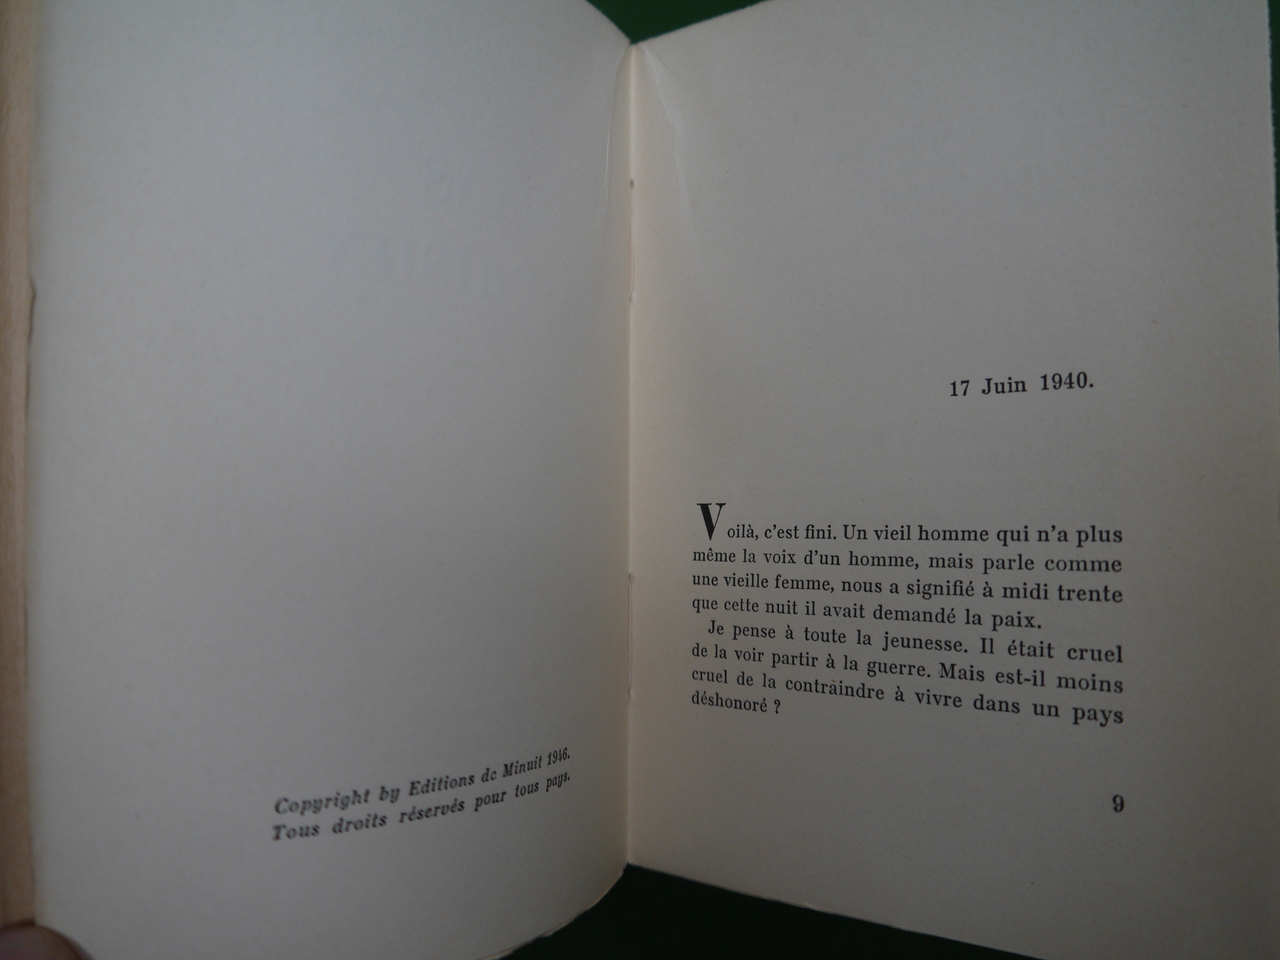 Copyright by Editions de Minuit 1946.
Tous droits réservés pour tous pays.
17 Juin 1940.
Voilà, c'est fini. Un vieil homme qui n'a plus
même la voix d'un homme, mais parle comme
une vieille femme, nous a signifié à midi trente
que cette nuit il avait demandé la paix.
Je pense à toute la jeunesse. Il était cruel
de la voir partir à la guerre. Mais est-il moins
cruel de la contraindre à vivre dans un pays
déshonoré ?
9